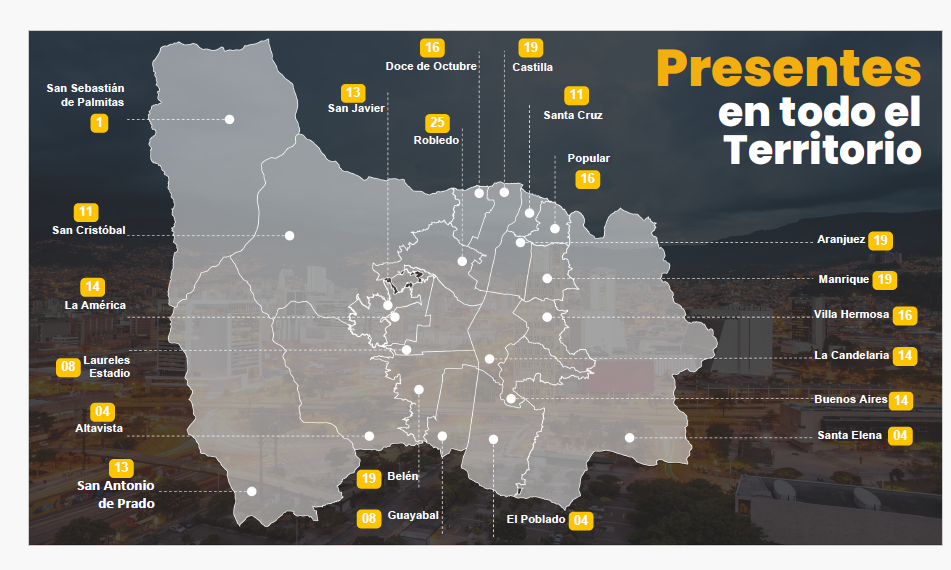 Presentes
en todo el
Territorio
16
Doce de Octubre
19
Castilla
13
San Javier
11
Santa Cruz
25
Robledo
Popular
16
San Sebastián
de Palmitas
1
11
San Cristóbal
14
La América
08
Laureles
Estadio
04
Altavista
13
San Antonio
de Prado
Aranjuez 19
Manrique 19
Villa Hermosa 16
La Candelaria 14
Buenos Aires 14
Santa Elena 04
19 Belén
08 Guayabal
El Poblado 04